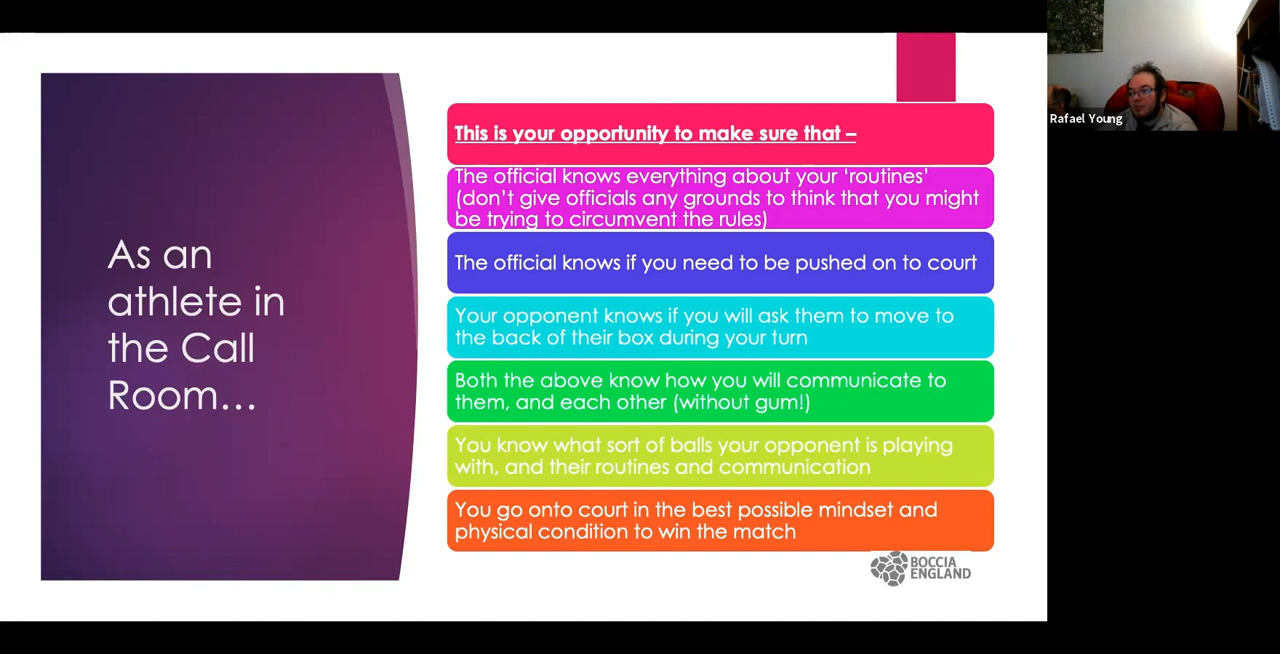 As an
athlete in
the Call
Room…
This is your opportunity to make sure that –
The official knows everything about your ‘routines’
(don’t give officials any grounds to think that you might
be trying to circumvent the rules)
The official knows if you need to be pushed on to court
Your opponent knows if you will ask them to move to
the back of their box during your turn
Both the above know how you will communicate to
them, and each other (without gum!)
You know what sort of balls your opponent is playing
with, and their routines and communication
You go onto court in the best possible mindset and
physical condition to win the match
BOCCIA
ENGLAND
Rafael Young